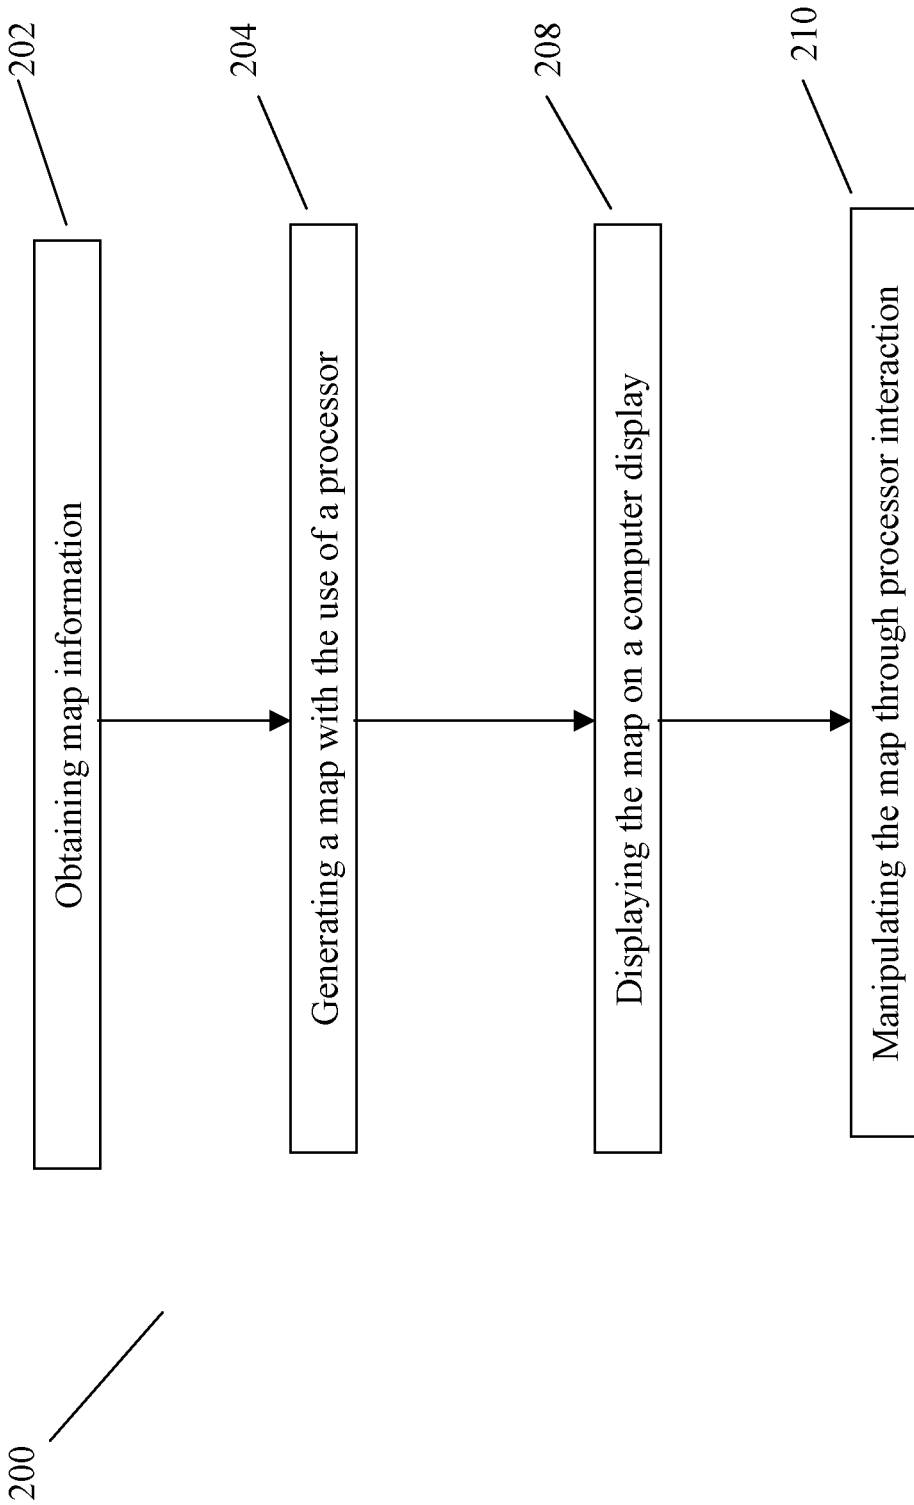 202
Obtaining map information
204
Generating a map with the use of a processor
208
Displaying the map on a computer display
210
Manipulating the map through processor interaction
200